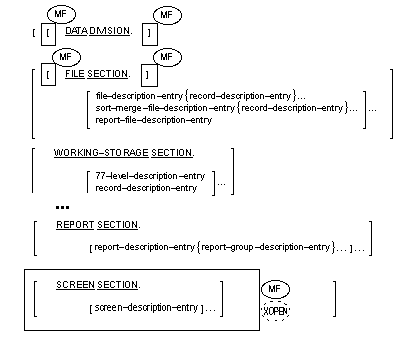 MF MF
[ [ DATA DIVISION. ]
MF MF
[ FILE SECTION. ]
file–description–entry{record–description–entry}...
sort–merge–file–description–entry{record–description–entry}... ...
report–file–description–entry
WORKING–STORAGE SECTION.
77–level–description–entry
record–description–entry ...
...
REPORT SECTION.
[ report–description–entry{report–group–description–entry}... ] ...
SCREEN SECTION. MF
[ screen–description–entry ] ... XOPEN